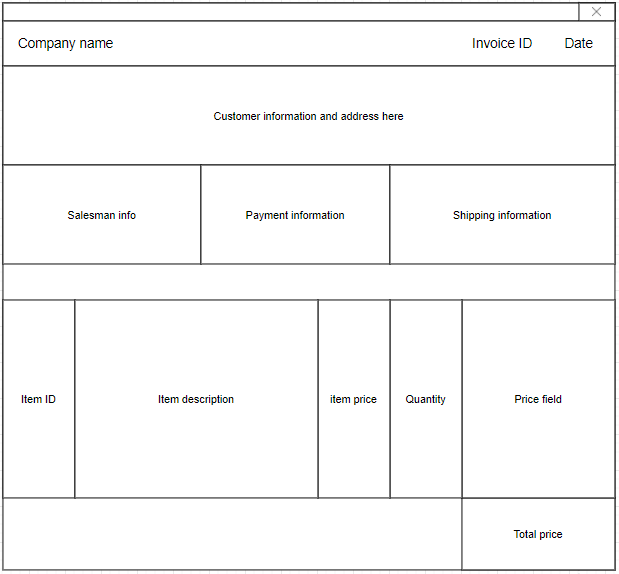 Company name
Invoice ID
Date
Customer information and address here
Salesman info
Payment information
Shipping information
Item ID
Item description
item price
Quantity
Price field
Total price